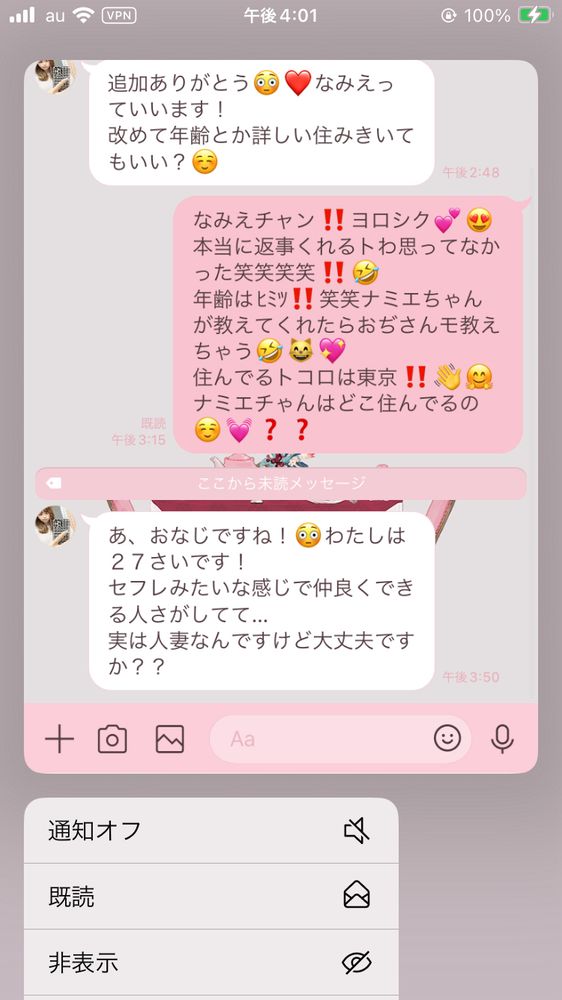 au VPN 午後4:01 100%
追加ありがとう😳❤️なみえっ
ていいます！
改めて年齢とか詳しい住みきいて
もいい？☺️
午後2:48
なみえチャン‼️ヨロシク💕😍
本当に返事くれるトわ思ってなか
った笑笑笑笑‼️🤣
年齢はﾋﾐﾂ‼️笑笑ナミエちゃん
が教えてくれたらおぢさんモ教え
ちゃう🤣😸💖
住んでるトコロは東京‼️👋🤗
ナミエチャんはどこ住んでるの
☺️💓❓❓
既読
午後3:15
ここから未読メッセージ
あ、おなじですね！😳わたしは
２７さいです！
セフレみたいな感じで仲良くでき
る人さがしてて...
実は人妻なんですけど大丈夫です
か？？
午後3:50
Aa
通知オフ
既読
非表示